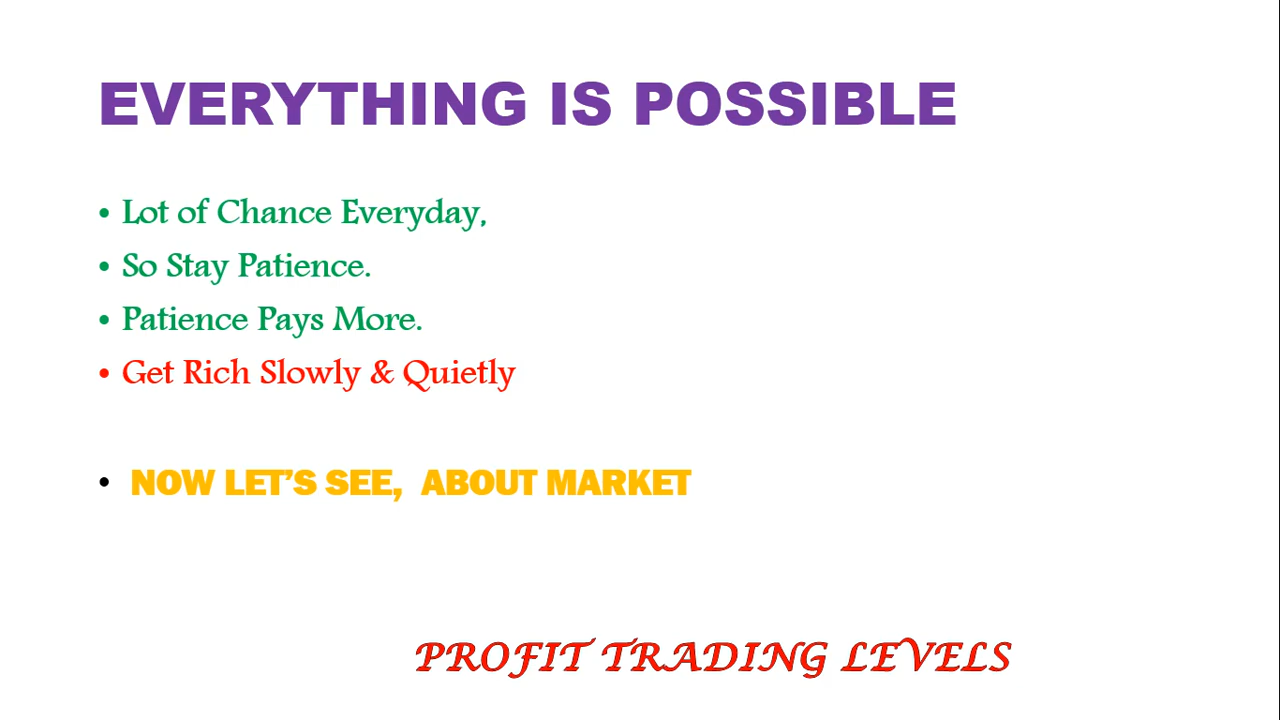 EVERYTHING IS POSSIBLE
• Lot of Chance Everyday,
• So Stay Patience.
• Patience Pays More.
• Get Rich Slowly & Quietly
• NOW LET’S SEE,  ABOUT MARKET
PROFIT TRADING LEVELS